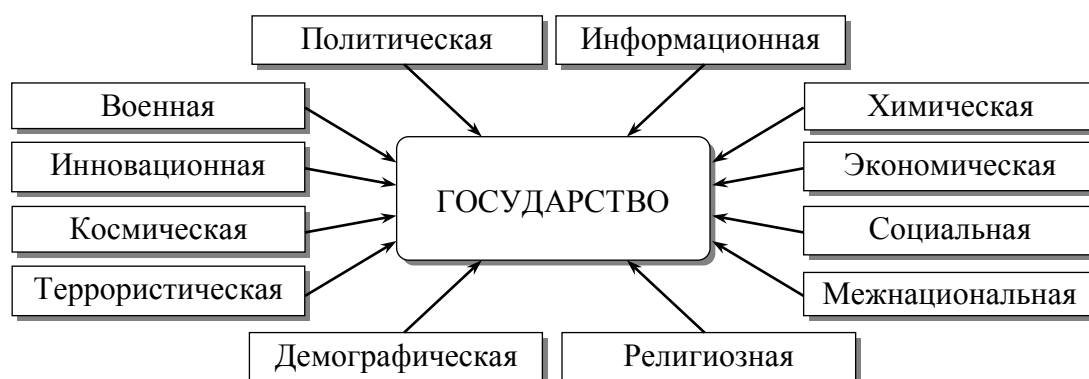 Политическая
Информационная
Военная
Химическая
Инновационная
Экономическая
ГОСУДАРСТВО
Космическая
Социальная
Террористическая
Межнациональная
Демографическая
Религиозная